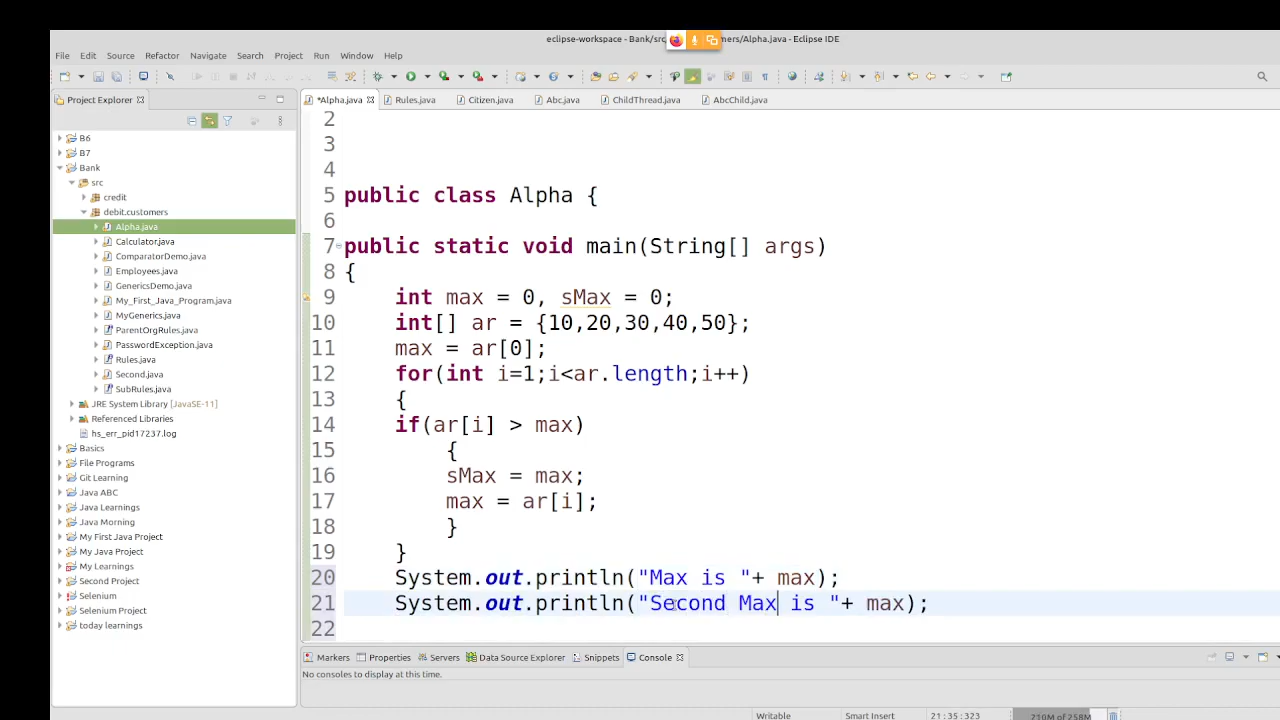 eclipse-workspace - Bank/src mers/Alpha.java - Eclipse IDE
File Edit Source Refactor Navigate Search Project Run Window Help
Project Explorer
*Alpha.java Rules.java Citizen.java Abc.java ChildThread.java AbcChild.java
B6
B7
Bank
src
credit
debit.customers
Alpha.java
Calculator.java
ComparatorDemo.java
Employees.java
GenericsDemo.java
My_First_Java_Program.java
MyGenerics.java
ParentOrgRules.java
PasswordException.java
Rules.java
Second.java
SubRules.java
JRE System Library [JavaSE-11]
Referenced Libraries
hs_err_pid17237.log
Basics
File Programs
Git Learning
Java ABC
Java Learnings
Java Morning
My First Java Project
My Java Project
My Learnings
Second Project
Selenium
Selenium Project
today learnings
2
3
4
5 public class Alpha {
6
7 public static void main(String[] args)
8 {
9 int max = 0, sMax = 0;
10 int[] ar = {10,20,30,40,50};
11 max = ar[0];
12 for(int i=1;i<ar.length;i++)
13 {
14 if(ar[i] > max)
15 {
16 sMax = max;
17 max = ar[i];
18 }
19 }
20 System.out.println("Max is "+ max);
21 System.out.println("Second Max is "+ max);
22
Markers Properties Servers Data Source Explorer Snippets Console
No consoles to display at this time.
Writable Smart Insert 21 : 35 : 323 210M of 258M